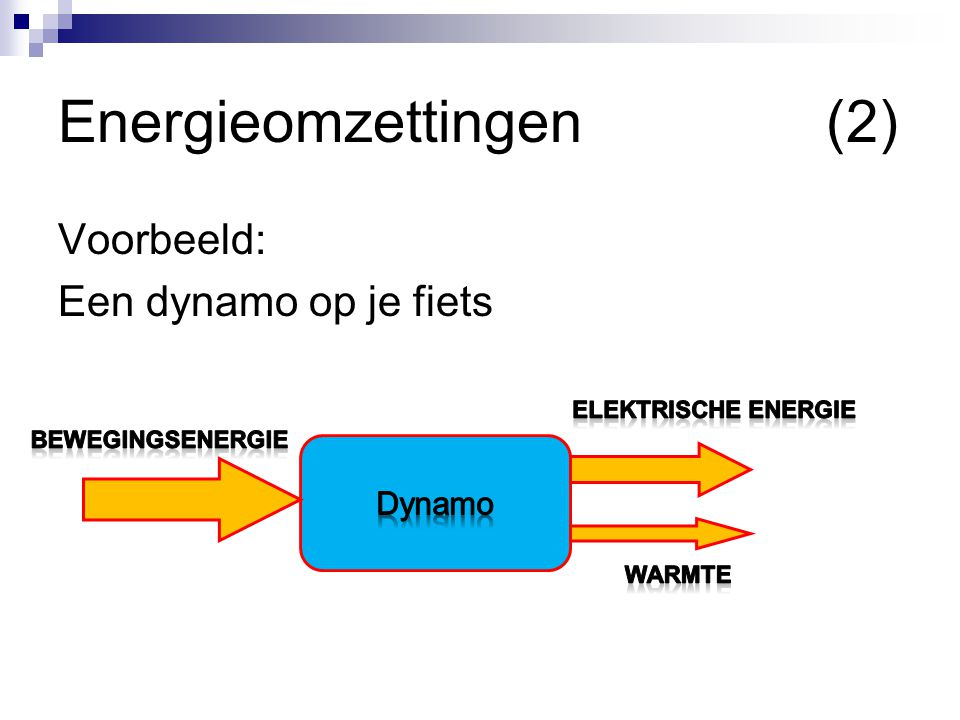 Energieomzettingen (2)
Voorbeeld:
Een dynamo op je fiets
ELEKTRISCHE ENERGIE
BEWEGINGSENERGIE
Dynamo
WARMTE